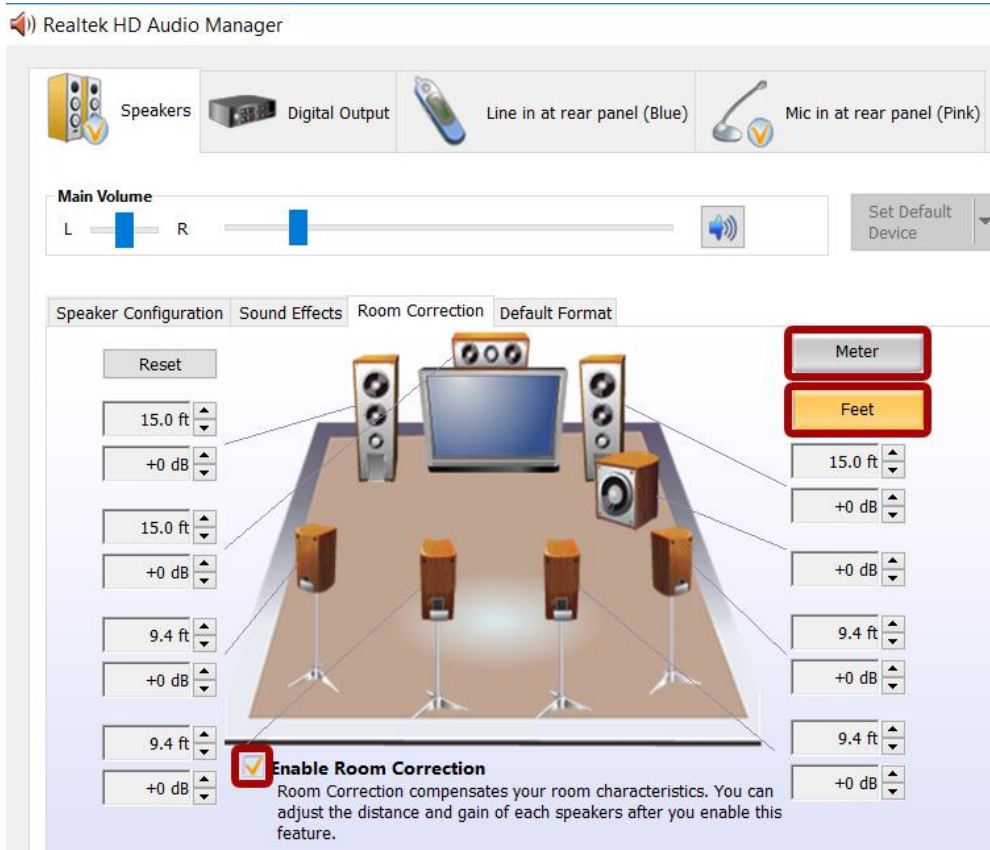 Realtek HD Audio Manager
Speakers
Digital Output
Line in at rear panel (Blue)
Mic in at rear panel (Pink)
Main Volume
L R
Set Default
Device
Speaker Configuration
Sound Effects
Room Correction
Default Format
Reset
15.0 ft
+0 dB
15.0 ft
+0 dB
9.4 ft
+0 dB
9.4 ft
+0 dB
Meter
Feet
15.0 ft
+0 dB
+0 dB
9.4 ft
+0 dB
9.4 ft
+0 dB
Enable Room Correction
Room Correction compensates your room characteristics. You can
adjust the distance and gain of each speakers after you enable this
feature.